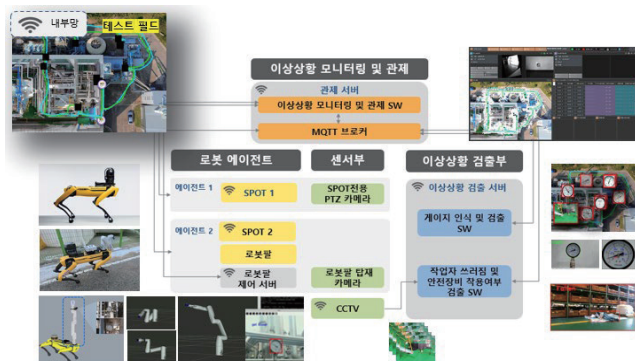 내부망
테스트 필드
이상상황 모니터링 및 관제
관제 서버
이상상황 모니터링 및 관제 SW
MQTT 브로커
로봇 에이전트
센서부
이상상황 검출부
에이전트 1
SPOT 1
SPOT전용
PTZ 카메라
이상상황 검출 서버
게이지 인식 및 검출
SW
에이전트 2
SPOT 2
로봇팔
로봇팔
제어 서버
로봇팔 탑재
카메라
작업자 쓰러짐 및
안전장비 착용여부
검출 SW
CCTV